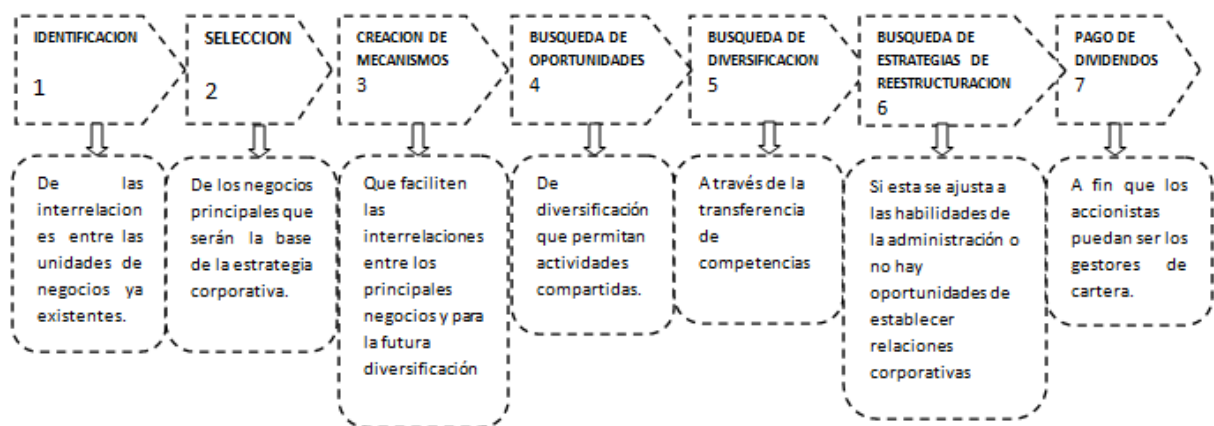 IDENTIFICACION
1
SELECCION
2
CREACION DE
MECANISMOS
3
BUSQUEDA DE
OPORTUNIDADES
4
BUSQUEDA DE
DIVERSIFICACION
5
BUSQUEDA DE
ESTRATEGIAS DE
REESTRUCTURACION
6
PAGO DE
DIVIDENDOS
7
De las
interrelacion
es entre las
unidades de
negocios ya
existentes.
De los negocios
principales que
serán la base
de la estrategia
corporativa.
Que faciliten
las
interrelaciones
entre los
principales
negocios y para
la futura
diversificación
De
diversificación
que permitan
actividades
compartidas.
A través de la
transferencia
de
competencias
Si esta se ajusta a
las habilidades de
la administración o
no hay
oportunidades de
establecer
relaciones
corporativas
A fin que los
accionistas
puedan ser los
gestores de
cartera.